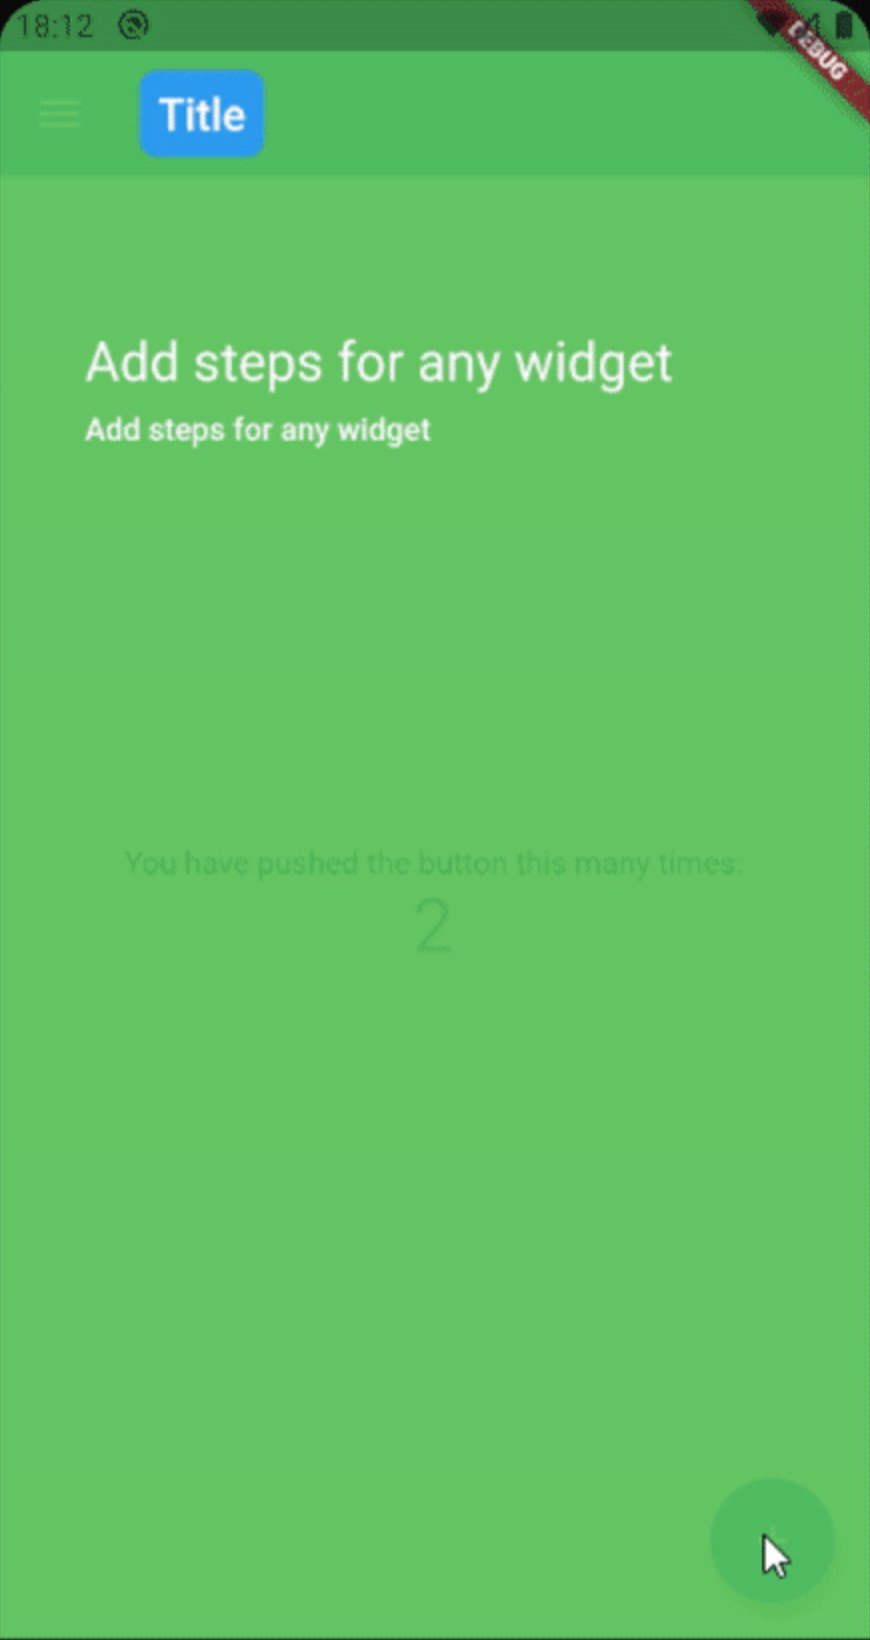 18:12
DEBUG
Title
Add steps for any widget
Add steps for any widget
You have pushed the button this many times:
2